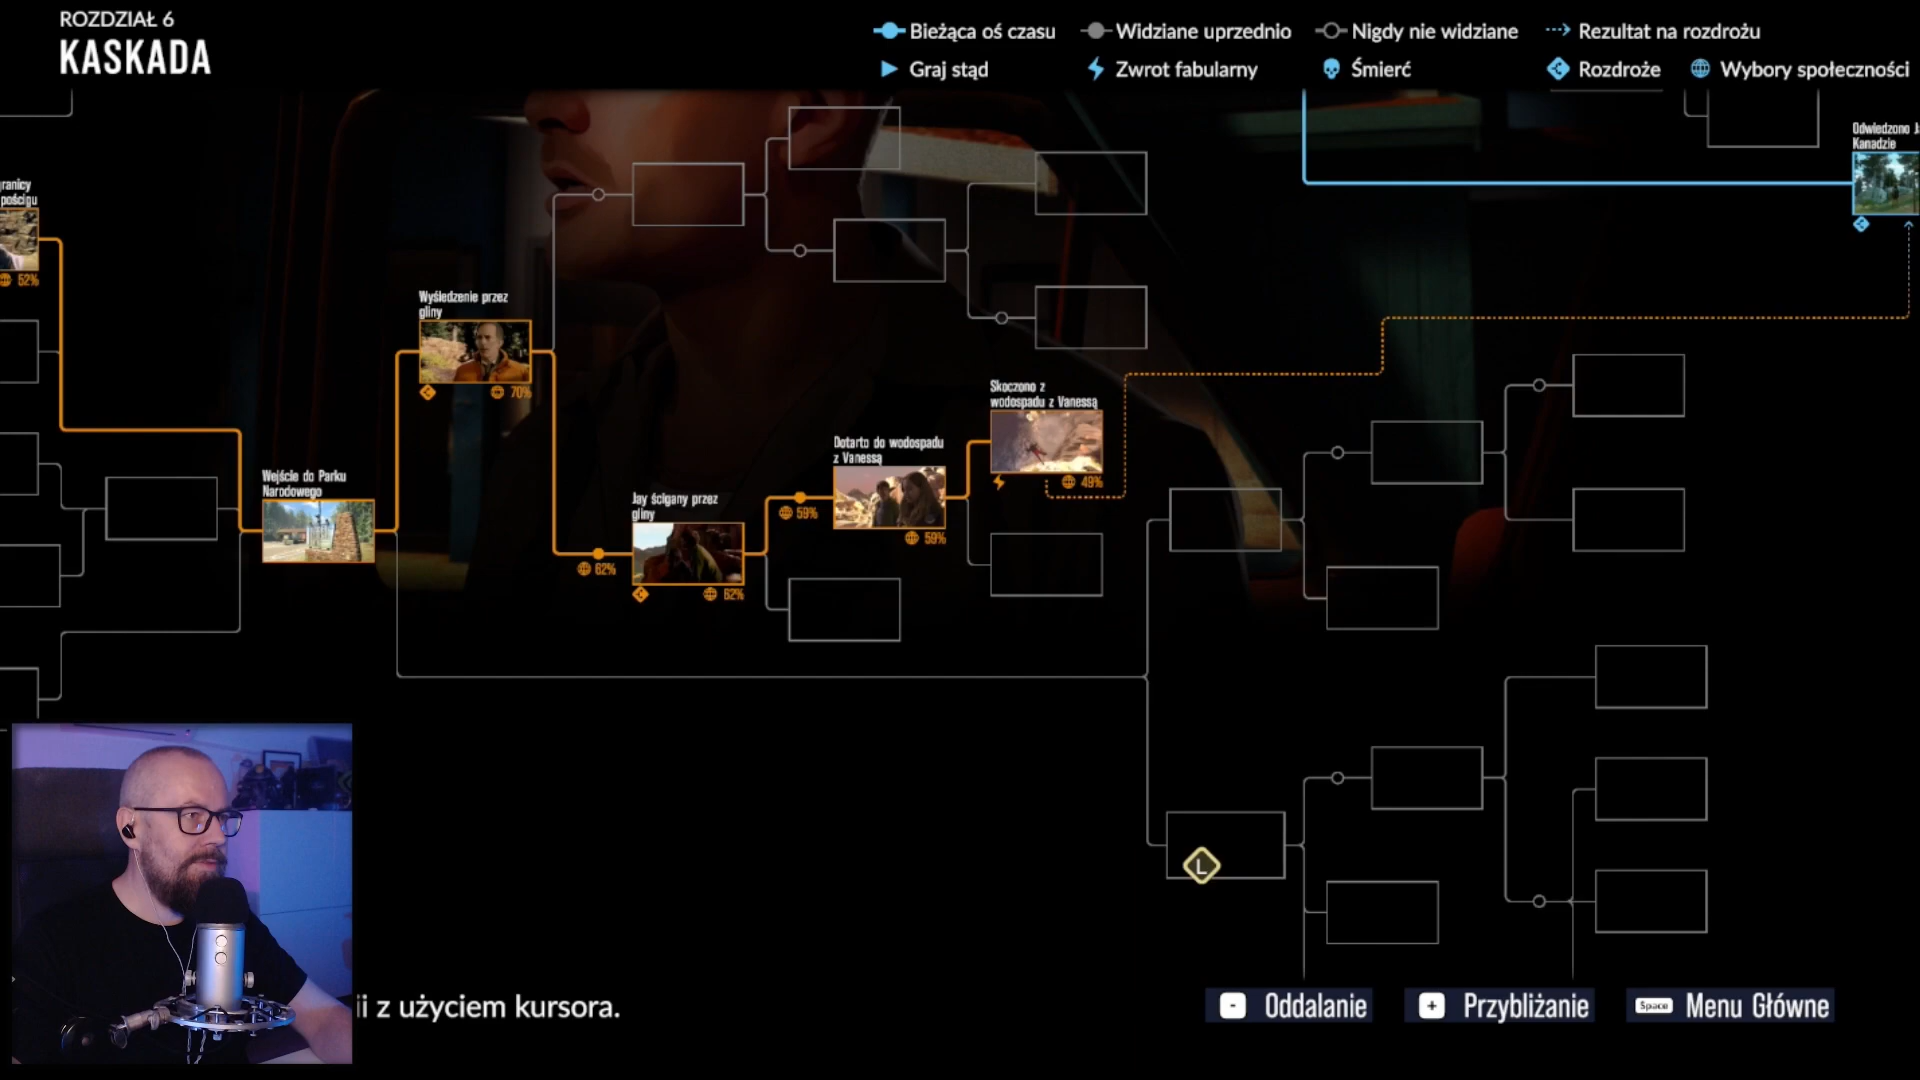 ROZDZIAŁ 6
KASKADA
Bieżąca oś czasu
Widziane uprzednio
Nigdy nie widziane
Rezultat na rozdrożu
Graj stąd
Zwrot fabularny
Śmierć
Rozdroże
Wybory społeczności
Odwiedzono
Kanadzie
ranicy
pościgu
52%
Wyśledzenie przez
gliny
70%
Skoczono z
wodospadu z Vanessą
49%
Dotarto do wodospadu
z Vanessą
59%
59%
Wejście do Parku
Narodowego
Jay ścigany przez
gliny
62%
62%
L
ii z użyciem kursora.
- Oddalanie
+ Przybliżanie
Space Menu Główne